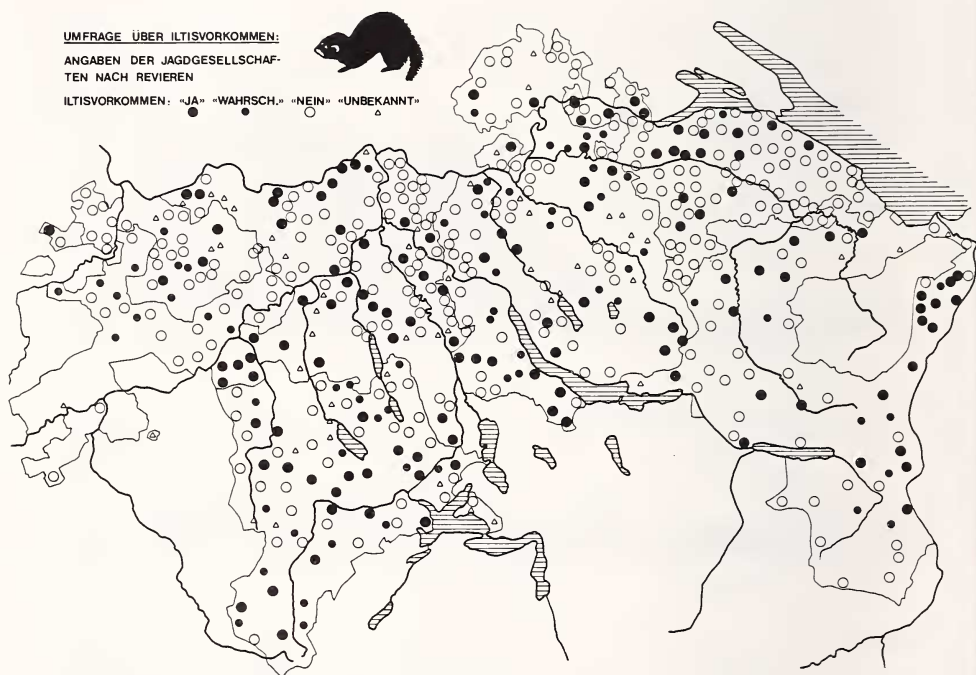 UMFRAGE ÜBER ILTISVORKOMMEN:
ANGABEN DER JAGDGESELLSCHAF-
TEN NACH REVIEREN
ILTISVORKOMMEN: «JA» «WAHRSCH.» «NEIN» «UNBEKANNT»